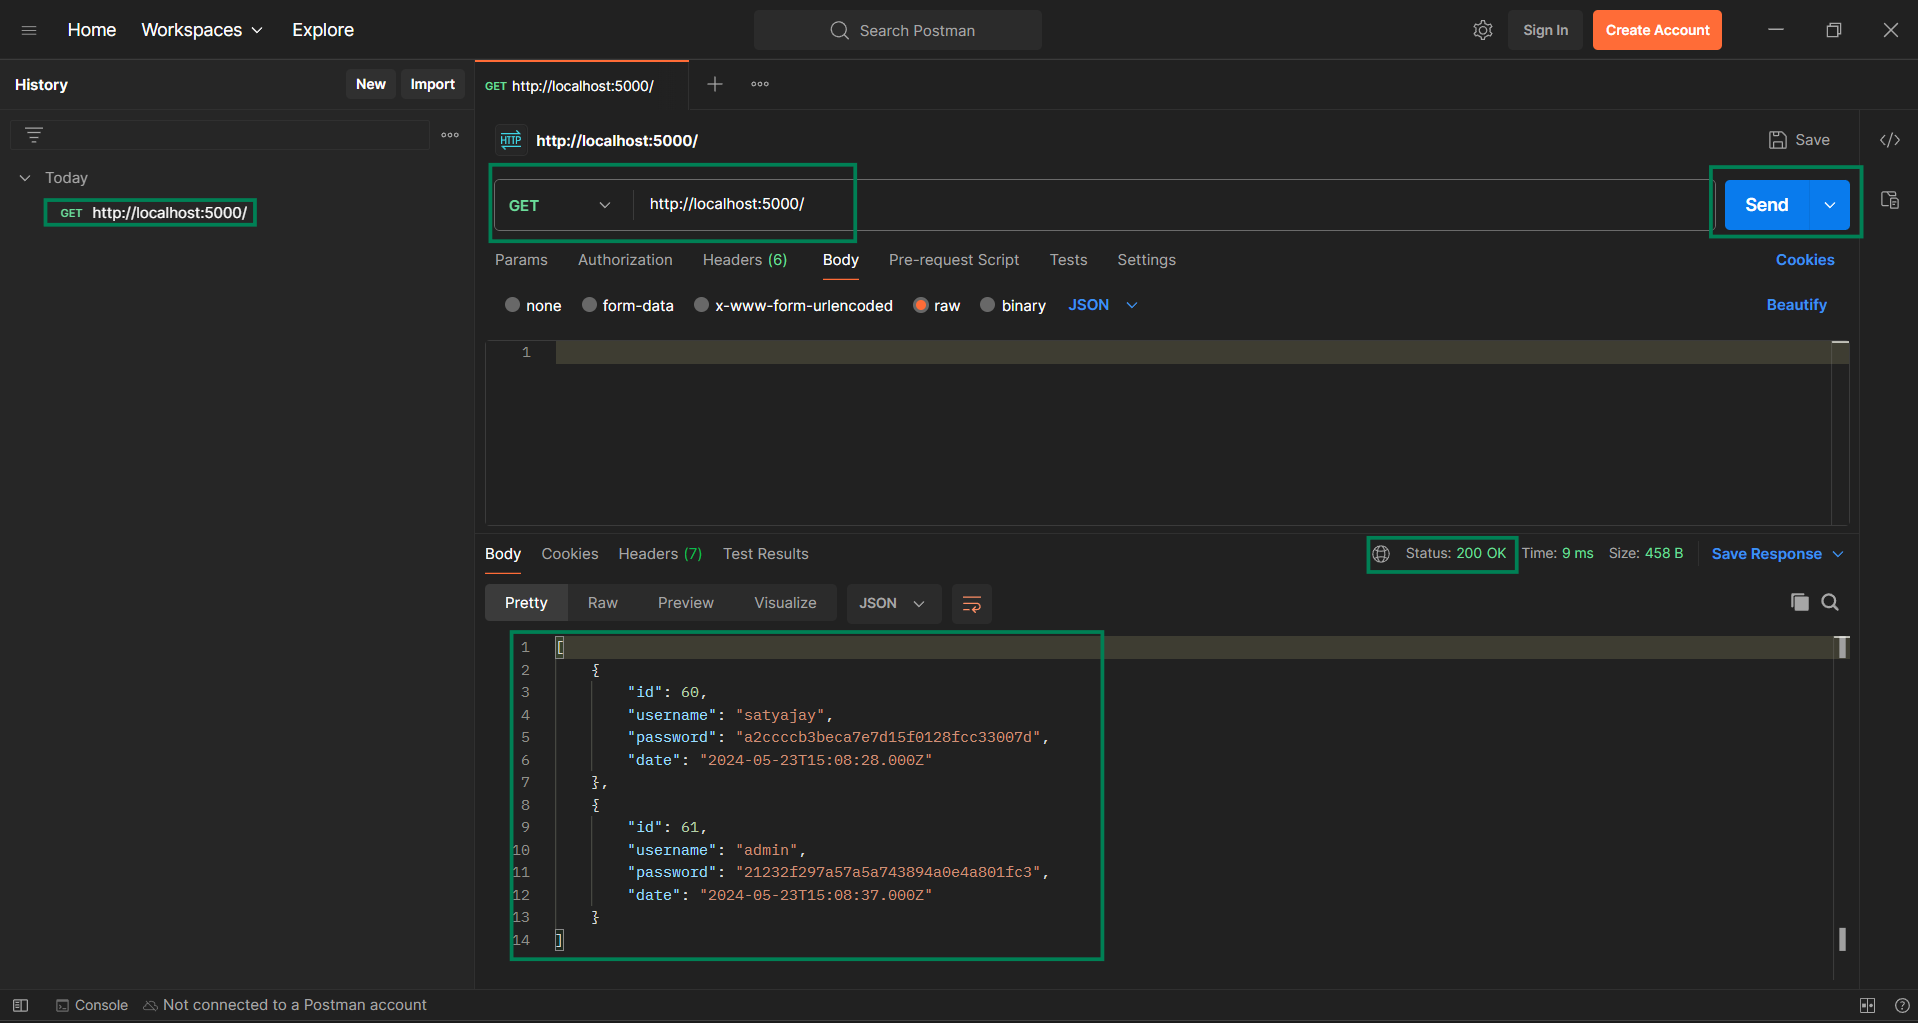 Home Workspaces Explore Search Postman Sign In Create Account
History New Import GET http://localhost:5000/
HTTP http://localhost:5000/ Save
Today
GET http://localhost:5000/
GET http://localhost:5000/ Send
Params Authorization Headers (6) Body Pre-request Script Tests Settings Cookies
none form-data x-www-form-urlencoded raw binary JSON Beautify
1
Body Cookies Headers (7) Test Results Status: 200 OK Time: 9 ms Size: 458 B Save Response
Pretty Raw Preview Visualize JSON
1 [
2 {
3 "id": 60,
4 "username": "satyajay",
5 "password": "a2ccccb3beca7e7d15f0128fcc33007d",
6 "date": "2024-05-23T15:08:28.000Z"
7 },
8 {
9 "id": 61,
10 "username": "admin",
11 "password": "21232f297a57a5a743894a0e4a801fc3",
12 "date": "2024-05-23T15:08:37.000Z"
13 }
14 ]
Console Not connected to a Postman account